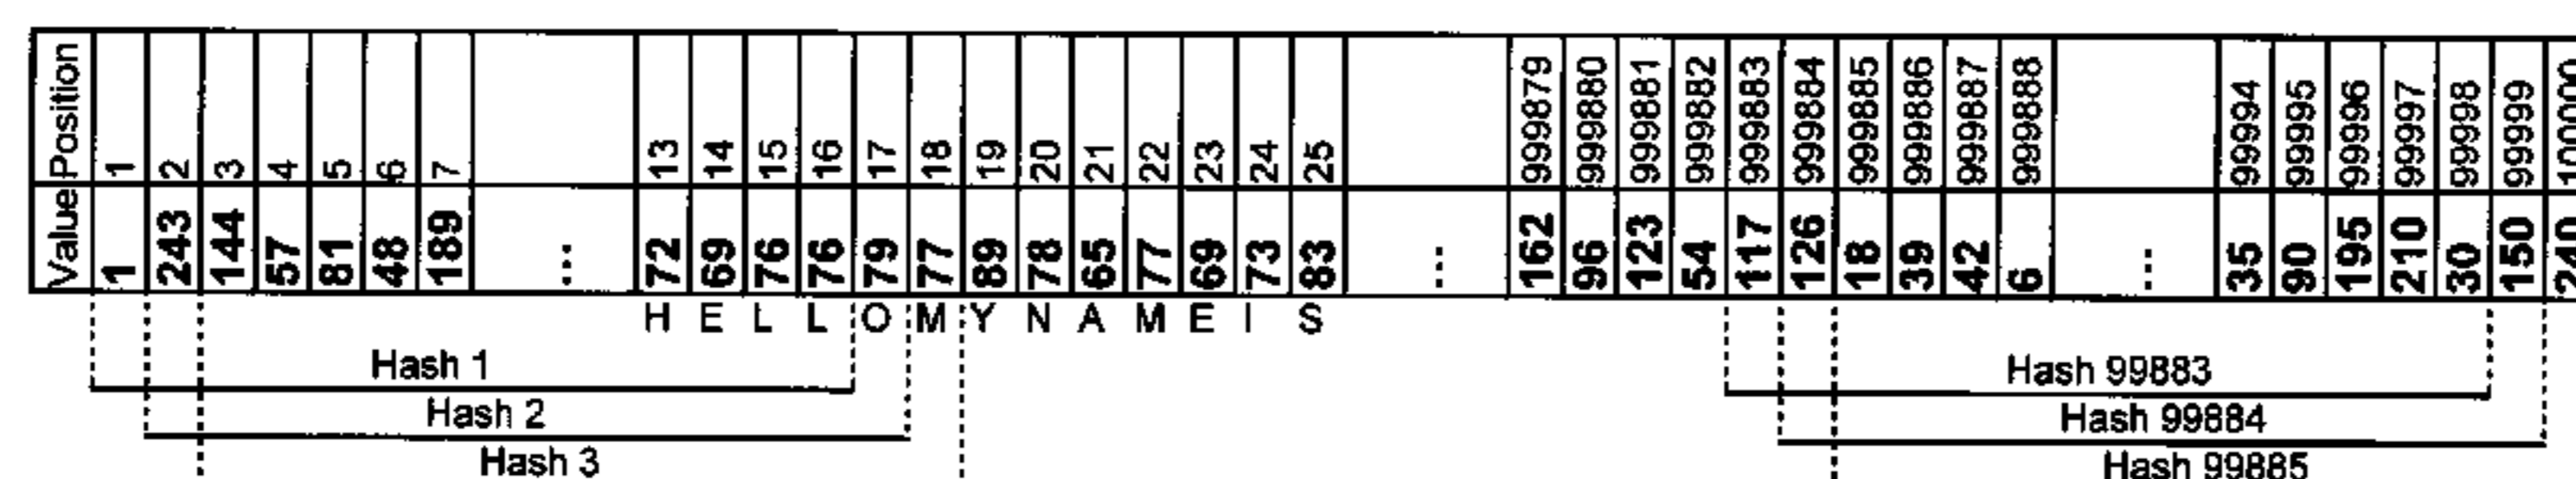 Position 1 2 3 4 5 6 7 13 14 15 16 17 18 19 20 21 22 23 24 25 999879 999880 999881 999882 999883 999884 999885 999886 999887 999888 99994 99995 99996 99997 99998 99999 100000
Value 1 243 144 57 81 48 189 ... 72 69 76 76 79 77 89 78 65 77 69 73 83 ... 162 96 123 54 117 126 18 39 42 6 ... 35 90 195 210 30 150 240
H E L L O M Y N A M E I S
Hash 1 Hash 99883
Hash 2 Hash 99884
Hash 3 Hash 99885